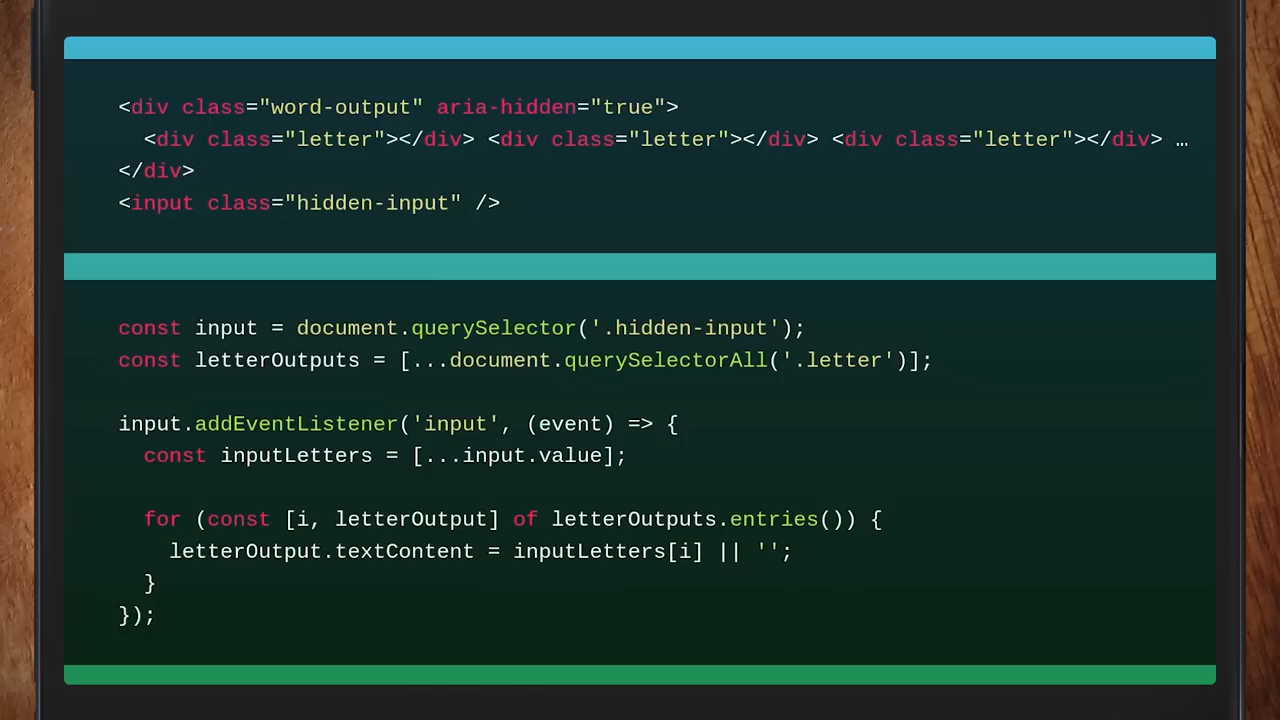 <div class="word-output" aria-hidden="true">
  <div class="letter"></div> <div class="letter"></div> <div class="letter"></div> …
</div>
<input class="hidden-input" />
const input = document.querySelector('.hidden-input');
const letterOutputs = [...document.querySelectorAll('.letter')];
input.addEventListener('input', (event) => {
  const inputLetters = [...input.value];
  for (const [i, letterOutput] of letterOutputs.entries()) {
    letterOutput.textContent = inputLetters[i] || '';
  }
});